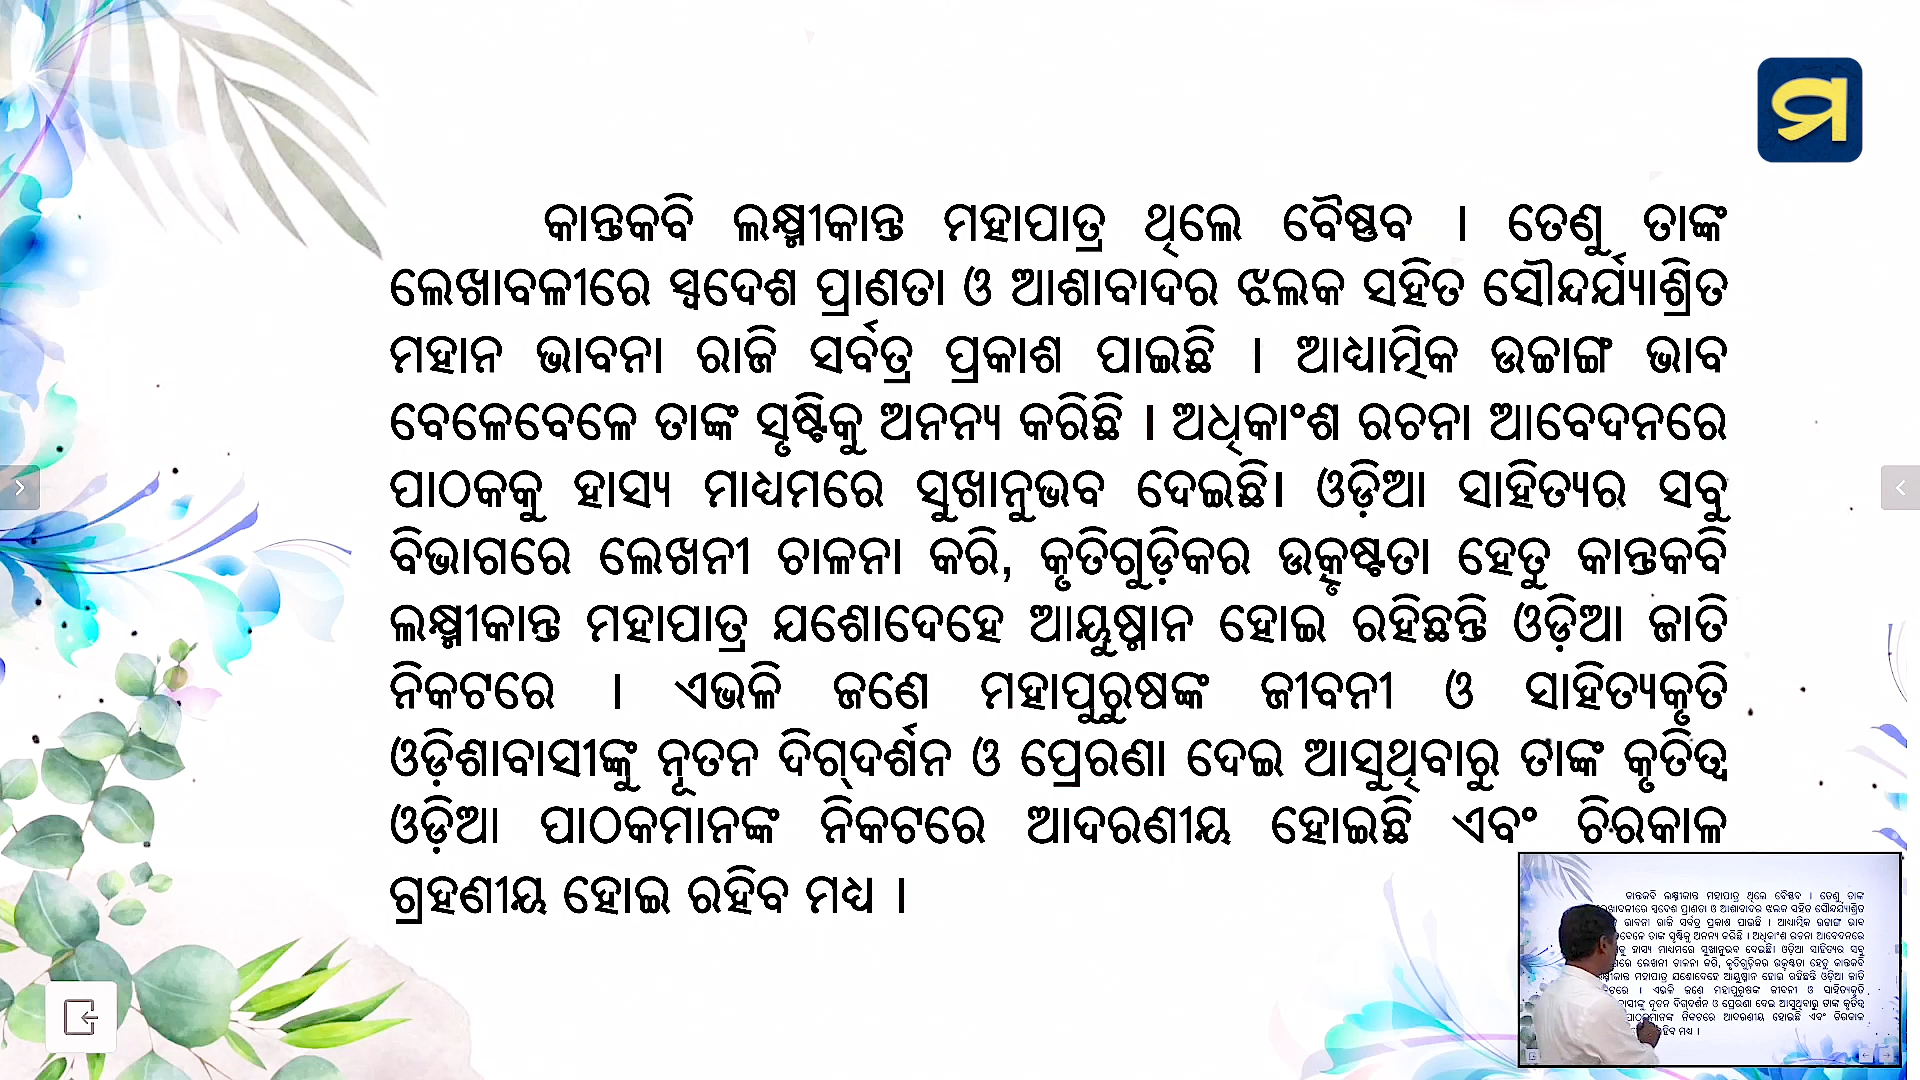 ମ
କାନ୍ତକବି ଲକ୍ଷ୍ମୀକାନ୍ତ ମହାପାତ୍ର ଥିଲେ ବୈଷ୍ଣବ । ତେଣୁ ତାଙ୍କ
ଲେଖାବଳୀରେ ସ୍ୱଦେଶ ପ୍ରାଣତା ଓ ଆଶାବାଦର ଝଲକ ସହିତ ସୌନ୍ଦର୍ଯ୍ୟାଶ୍ରିତ
ମହାନ ଭାବନା ରାଜି ସର୍ବତ୍ର ପ୍ରକାଶ ପାଇଛି । ଆଧ୍ୟାତ୍ମିକ ଉଚ୍ଚାଙ୍ଗ ଭାବ
ବେଳେବେଳେ ତାଙ୍କ ସୃଷ୍ଟିକୁ ଅନନ୍ୟ କରିଛି । ଅଧିକାଂଶ ରଚନା ଆବେଦନରେ
ପାଠକକୁ ହାସ୍ୟ ମାଧ୍ୟମରେ ସୁଖାନୁଭବ ଦେଇଛି। ଓଡ଼ିଆ ସାହିତ୍ୟର ସବୁ
ବିଭାଗରେ ଲେଖନୀ ଚାଳନା କରି, କୃତିଗୁଡ଼ିକର ଉତ୍କୃଷ୍ଟତା ହେତୁ କାନ୍ତକବି
ଲକ୍ଷ୍ମୀକାନ୍ତ ମହାପାତ୍ର ଯଶୋଦେହେ ଆୟୁଷ୍ମାନ ହୋଇ ରହିଛନ୍ତି ଓଡ଼ିଆ ଜାତି
ନିକଟରେ । ଏଭଳି ଜଣେ ମହାପୁରୁଷଙ୍କ ଜୀବନୀ ଓ ସାହିତ୍ୟକୃତି
ଓଡ଼ିଶାବାସୀଙ୍କୁ ନୂତନ ଦିଗ୍‌ଦର୍ଶନ ଓ ପ୍ରେରଣା ଦେଇ ଆସୁଥିବାରୁ ତାଙ୍କ କୃତିତ୍ୱ
ଓଡ଼ିଆ ପାଠକମାନଙ୍କ ନିକଟରେ ଆଦରଣୀୟ ହୋଇଛି ଏବଂ ଚିରକାଳ
ଗ୍ରହଣୀୟ ହୋଇ ରହିବ ମଧ୍ୟ ।